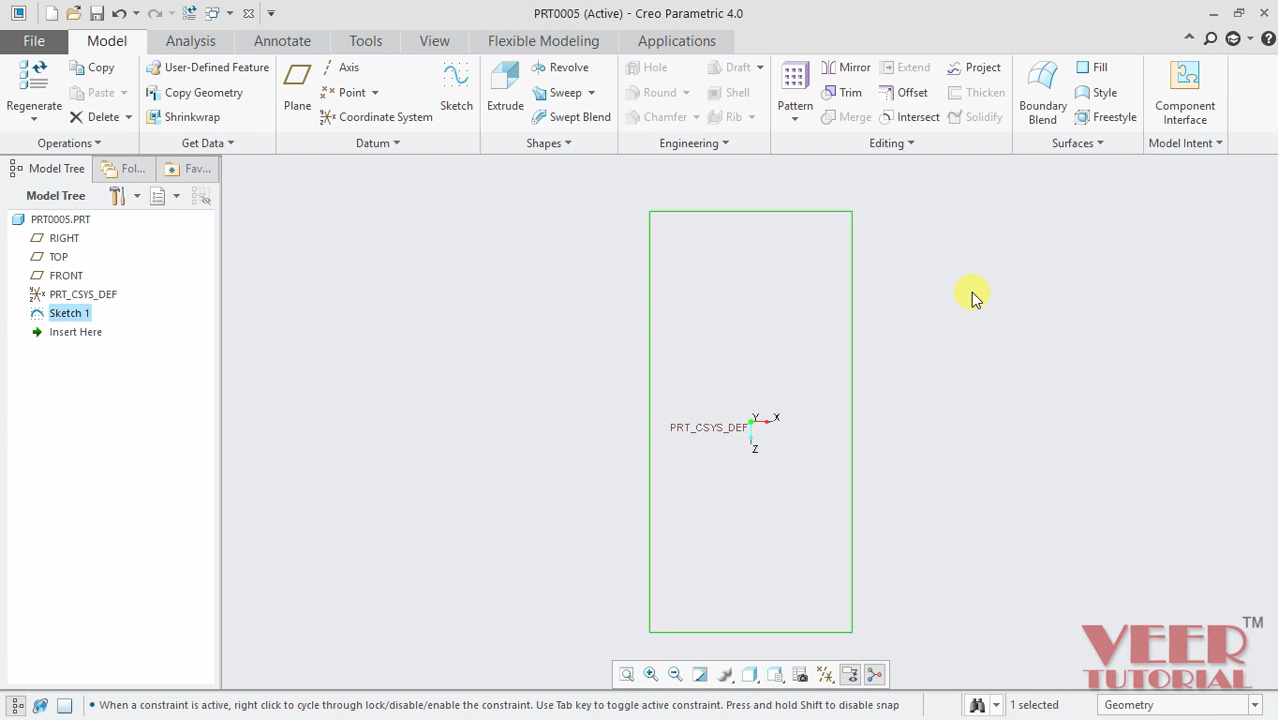 PRT0005 (Active) - Creo Parametric 4.0
File Model Analysis Annotate Tools View Flexible Modeling Applications
Regenerate
Copy
Paste
Delete
Operations
User-Defined Feature
Copy Geometry
Shrinkwrap
Get Data
Plane
Axis
Point
Coordinate System
Sketch
Datum
Extrude
Revolve
Sweep
Swept Blend
Shapes
Hole
Round
Chamfer
Draft
Shell
Rib
Engineering
Pattern
Mirror
Trim
Merge
Extend
Offset
Intersect
Project
Thicken
Solidify
Editing
Boundary
Blend
Fill
Style
Freestyle
Surfaces
Component
Interface
Model Intent
Model Tree Fol... Fav...
Model Tree
PRT0005.PRT
RIGHT
TOP
FRONT
PRT_CSYS_DEF
Sketch 1
Insert Here
Y X
PRT_CSYS_DEF
Z
VEER TM
TUTORIAL
When a constraint is active, right click to cycle through lock/disable/enable the constraint. Use Tab key to toggle active constraint. Press and hold Shift to disable snap
1 selected
Geometry